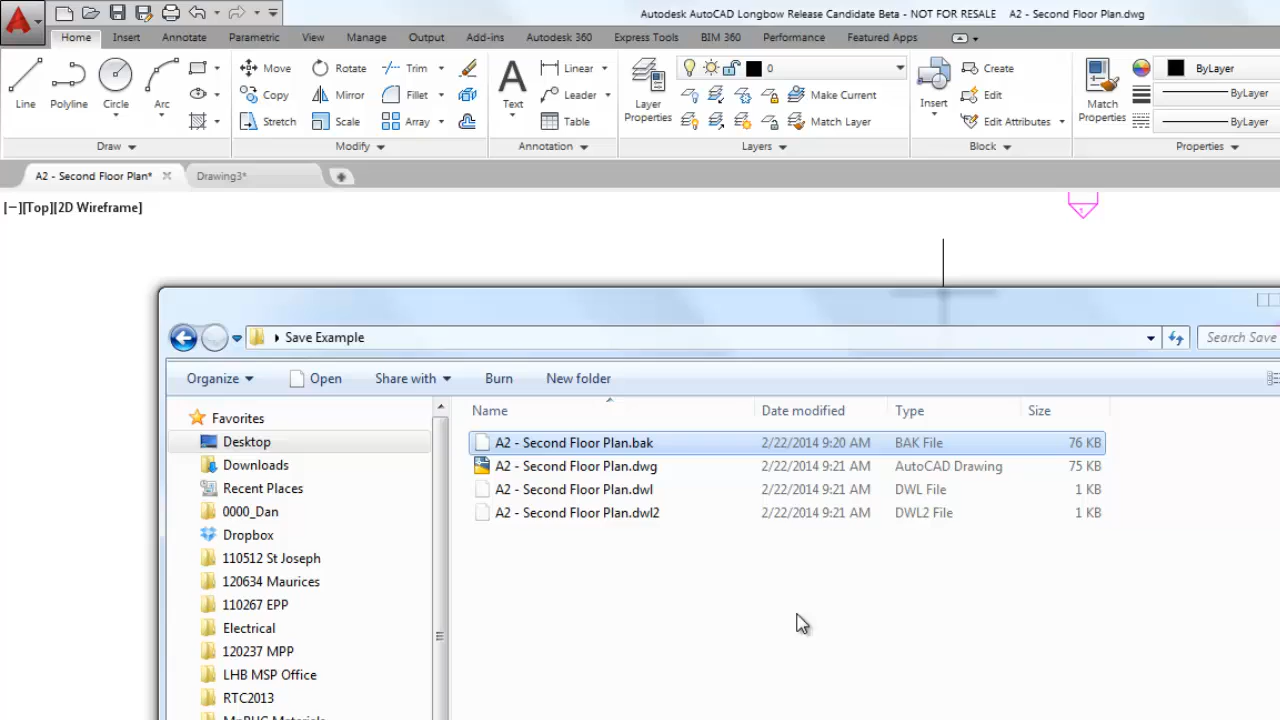 Autodesk AutoCAD Longbow Release Candidate Beta - NOT FOR RESALE A2 - Second Floor Plan.dwg
Home Insert Annotate Parametric View Manage Output Add-ins Autodesk 360 Express Tools BIM 360 Performance Featured Apps
Line Polyline Circle Arc
Move Rotate Trim
Copy Mirror Fillet
Stretch Scale Array
Text
Linear
Leader
Table
Layer Properties
0
Make Current
Match Layer
Insert
Create
Edit
Edit Attributes
Match Properties
ByLayer
ByLayer
ByLayer
Draw Modify Annotation Layers Block Properties
A2 - Second Floor Plan* Drawing3*
[−][Top][2D Wireframe]
Save Example
Search Save
Organize Open Share with Burn New folder
Favorites
Desktop
Downloads
Recent Places
0000_Dan
Dropbox
110512 St Joseph
120634 Maurices
110267 EPP
Electrical
120237 MPP
LHB MSP Office
RTC2013
Name Date modified Type Size
A2 - Second Floor Plan.bak 2/22/2014 9:20 AM BAK File 76 KB
A2 - Second Floor Plan.dwg 2/22/2014 9:21 AM AutoCAD Drawing 75 KB
A2 - Second Floor Plan.dwl 2/22/2014 9:21 AM DWL File 1 KB
A2 - Second Floor Plan.dwl2 2/22/2014 9:21 AM DWL2 File 1 KB